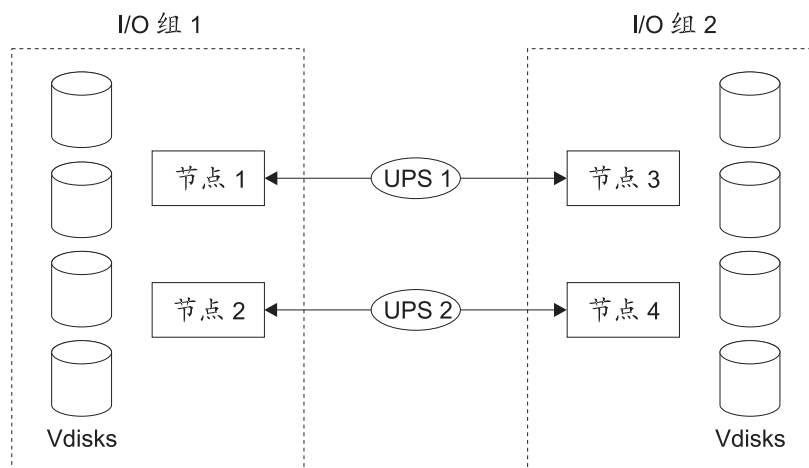 I/O 组 1
I/O 组 2
节点 1
UPS 1
节点 3
节点 2
UPS 2
节点 4
Vdisks
Vdisks